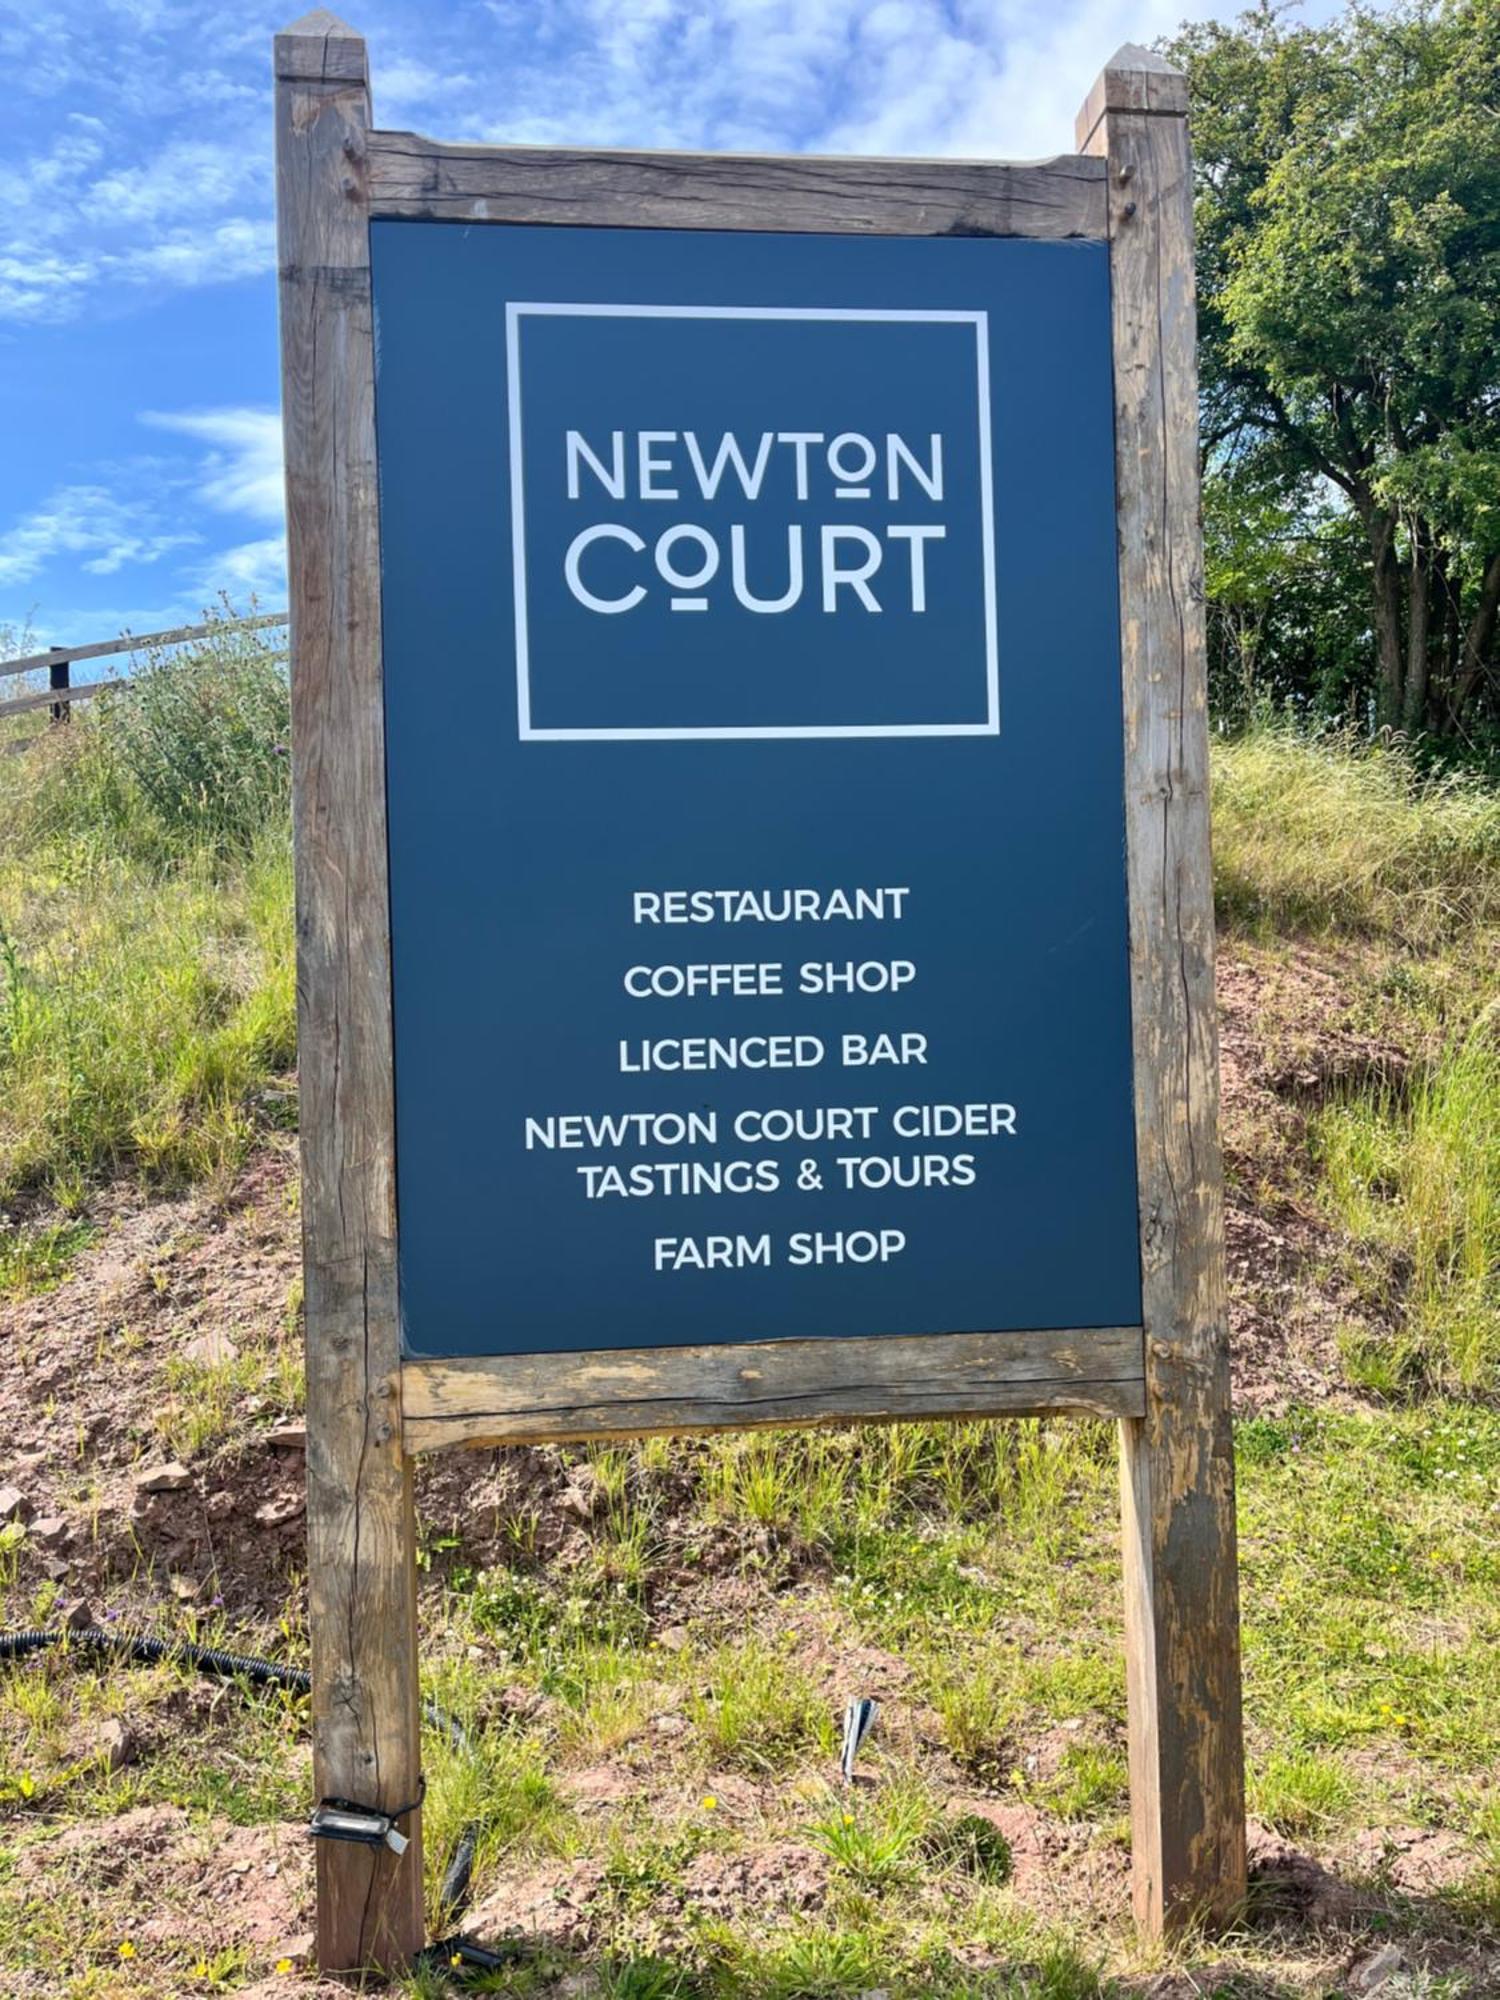 NEWTON
COURT
RESTAURANT
COFFEE SHOP
LICENCED BAR
NEWTON COURT CIDER
TASTINGS & TOURS
FARM SHOP